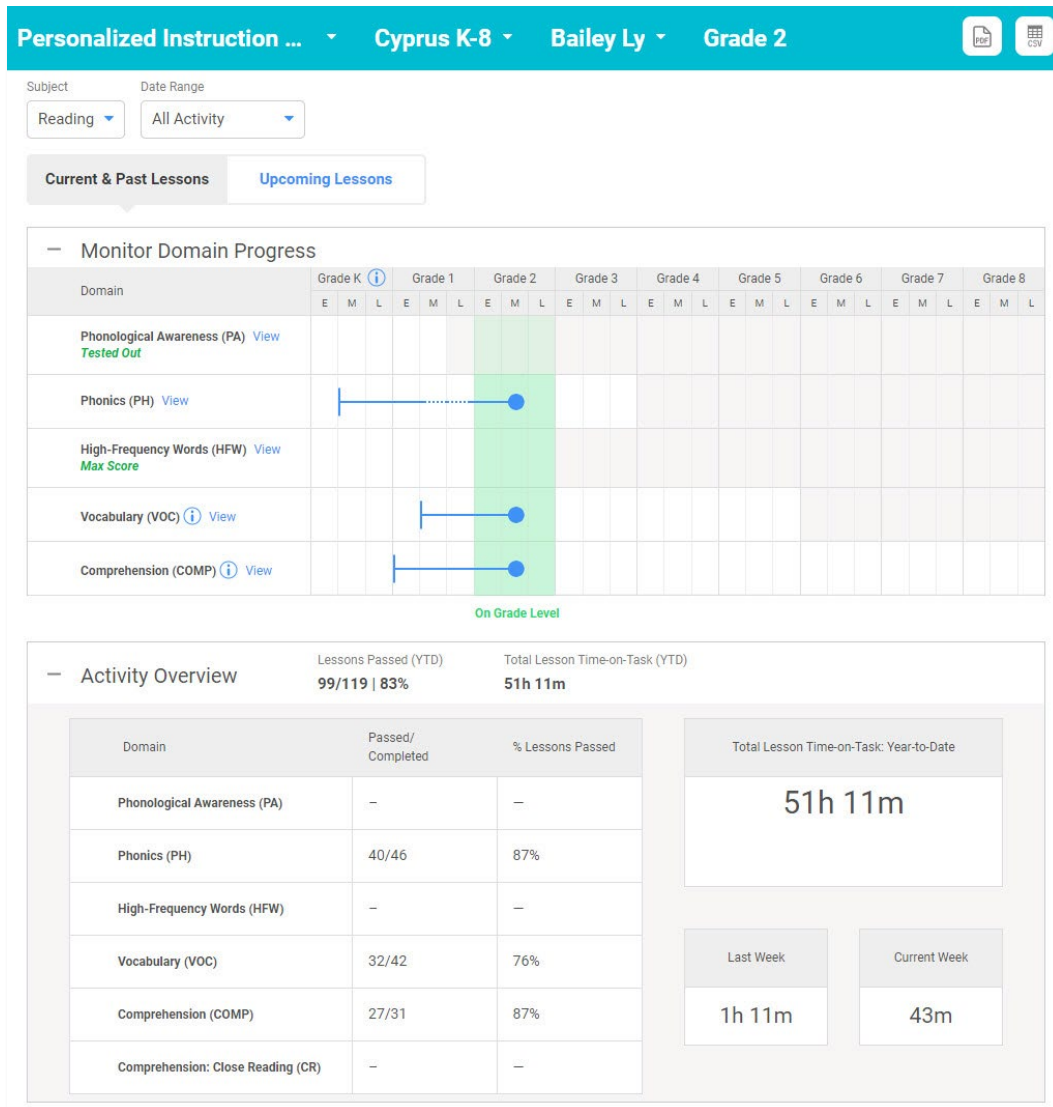 Personalized Instruction ... Cyprus K-8 Bailey Ly Grade 2 PDF CSV
Subject Date Range
Reading All Activity
Current & Past Lessons Upcoming Lessons
Monitor Domain Progress
Domain Grade K i Grade 1 Grade 2 Grade 3 Grade 4 Grade 5 Grade 6 Grade 7 Grade 8
E M L E M L E M L E M L E M L E M L E M L E M L E M L
Phonological Awareness (PA) View
Tested Out
Phonics (PH) View
High-Frequency Words (HFW) View
Max Score
Vocabulary (VOC) i View
Comprehension (COMP) i View
On Grade Level
Activity Overview
Lessons Passed (YTD) Total Lesson Time-on-Task (YTD)
99/119 | 83% 51h 11m
Domain Passed/ Completed % Lessons Passed
Phonological Awareness (PA) – —
Phonics (PH) 40/46 87%
High-Frequency Words (HFW) – —
Vocabulary (VOC) 32/42 76%
Comprehension (COMP) 27/31 87%
Comprehension: Close Reading (CR) – —
Total Lesson Time-on-Task: Year-to-Date
51h 11m
Last Week Current Week
1h 11m 43m